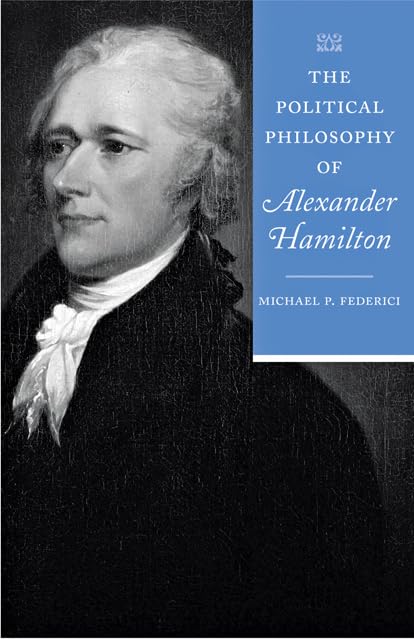 THE
POLITICAL
PHILOSOPHY
OF
Alexander
Hamilton
MICHAEL P. FEDERICI